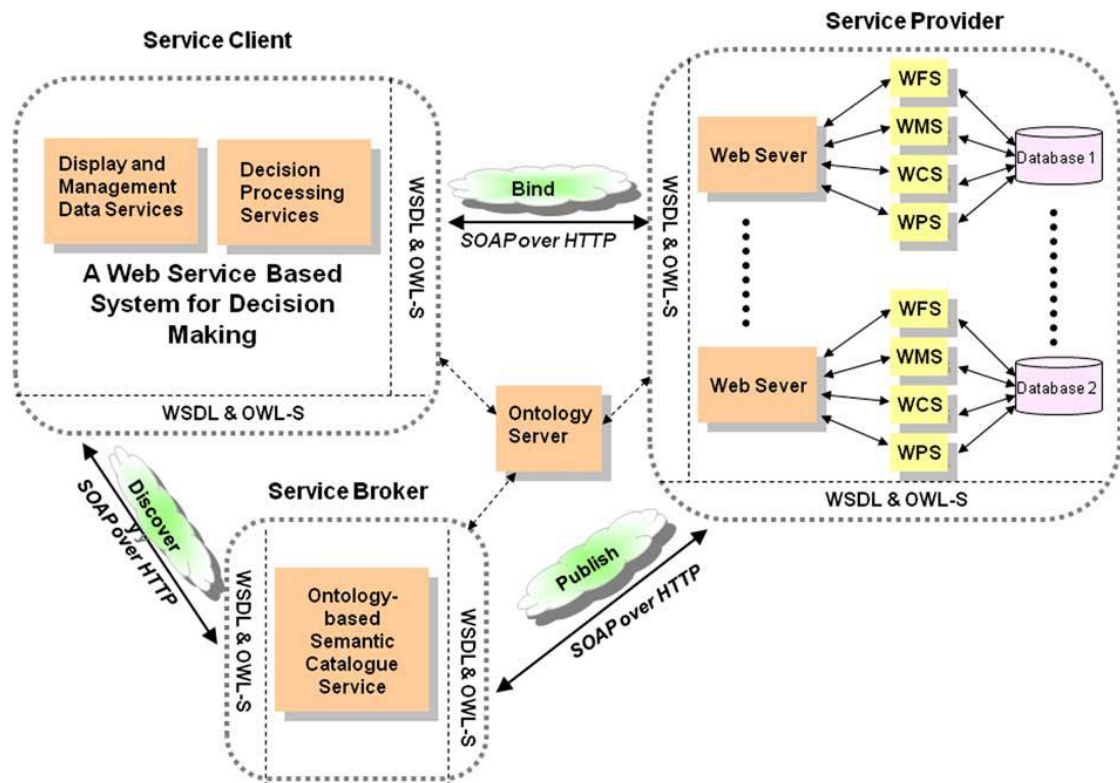 Service Client
Display and
Management
Data Services
Decision
Processing
Services
A Web Service Based
System for Decision
Making
WSDL & OWL-S
WSDL & OWL-S
Bind
SOAP over HTTP
Service Provider
WSDL & OWL-S
Web Sever
WFS
WMS
WCS
WPS
Database 1
Web Sever
WFS
WMS
WCS
WPS
Database 2
WSDL & OWL-S
Ontology
Server
Discovery
SOAP over HTTP
Service Broker
WSDL & OWL-S
Ontology-
based
Semantic
Catalogue
Service
WSDL & OWL-S
Publish
SOAP over HTTP